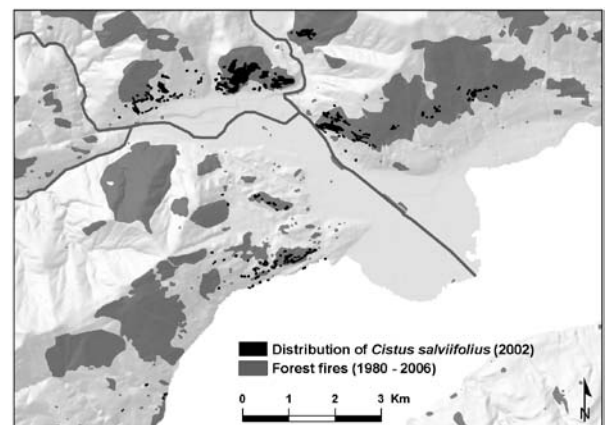 Distribution of Cistus salviifolius (2002)
Forest fires (1980 - 2006)
0 1 2 3 Km
N